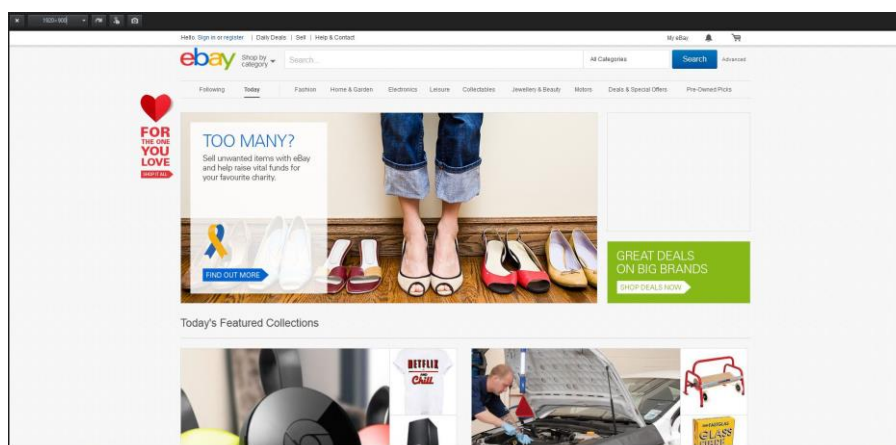 1920×900
Hello. Sign in or register | Daily Deals | Sell | Help & Contact
My eBay
ebay
Shop by
category
Search...
All Categories
Search
Advanced
Following
Today
Fashion
Home & Garden
Electronics
Leisure
Collectables
Jewellery & Beauty
Motors
Deals & Special Offers
Pre-Owned Picks
FOR
THE ONE
YOU
LOVE
SHOP IT ALL
TOO MANY?
Sell unwanted items with eBay
and help raise vital funds for
your favourite charity.
FIND OUT MORE
GREAT DEALS
ON BIG BRANDS
SHOP DEALS NOW
Today's Featured Collections
NETFLIX
AND
Chill
GLASS